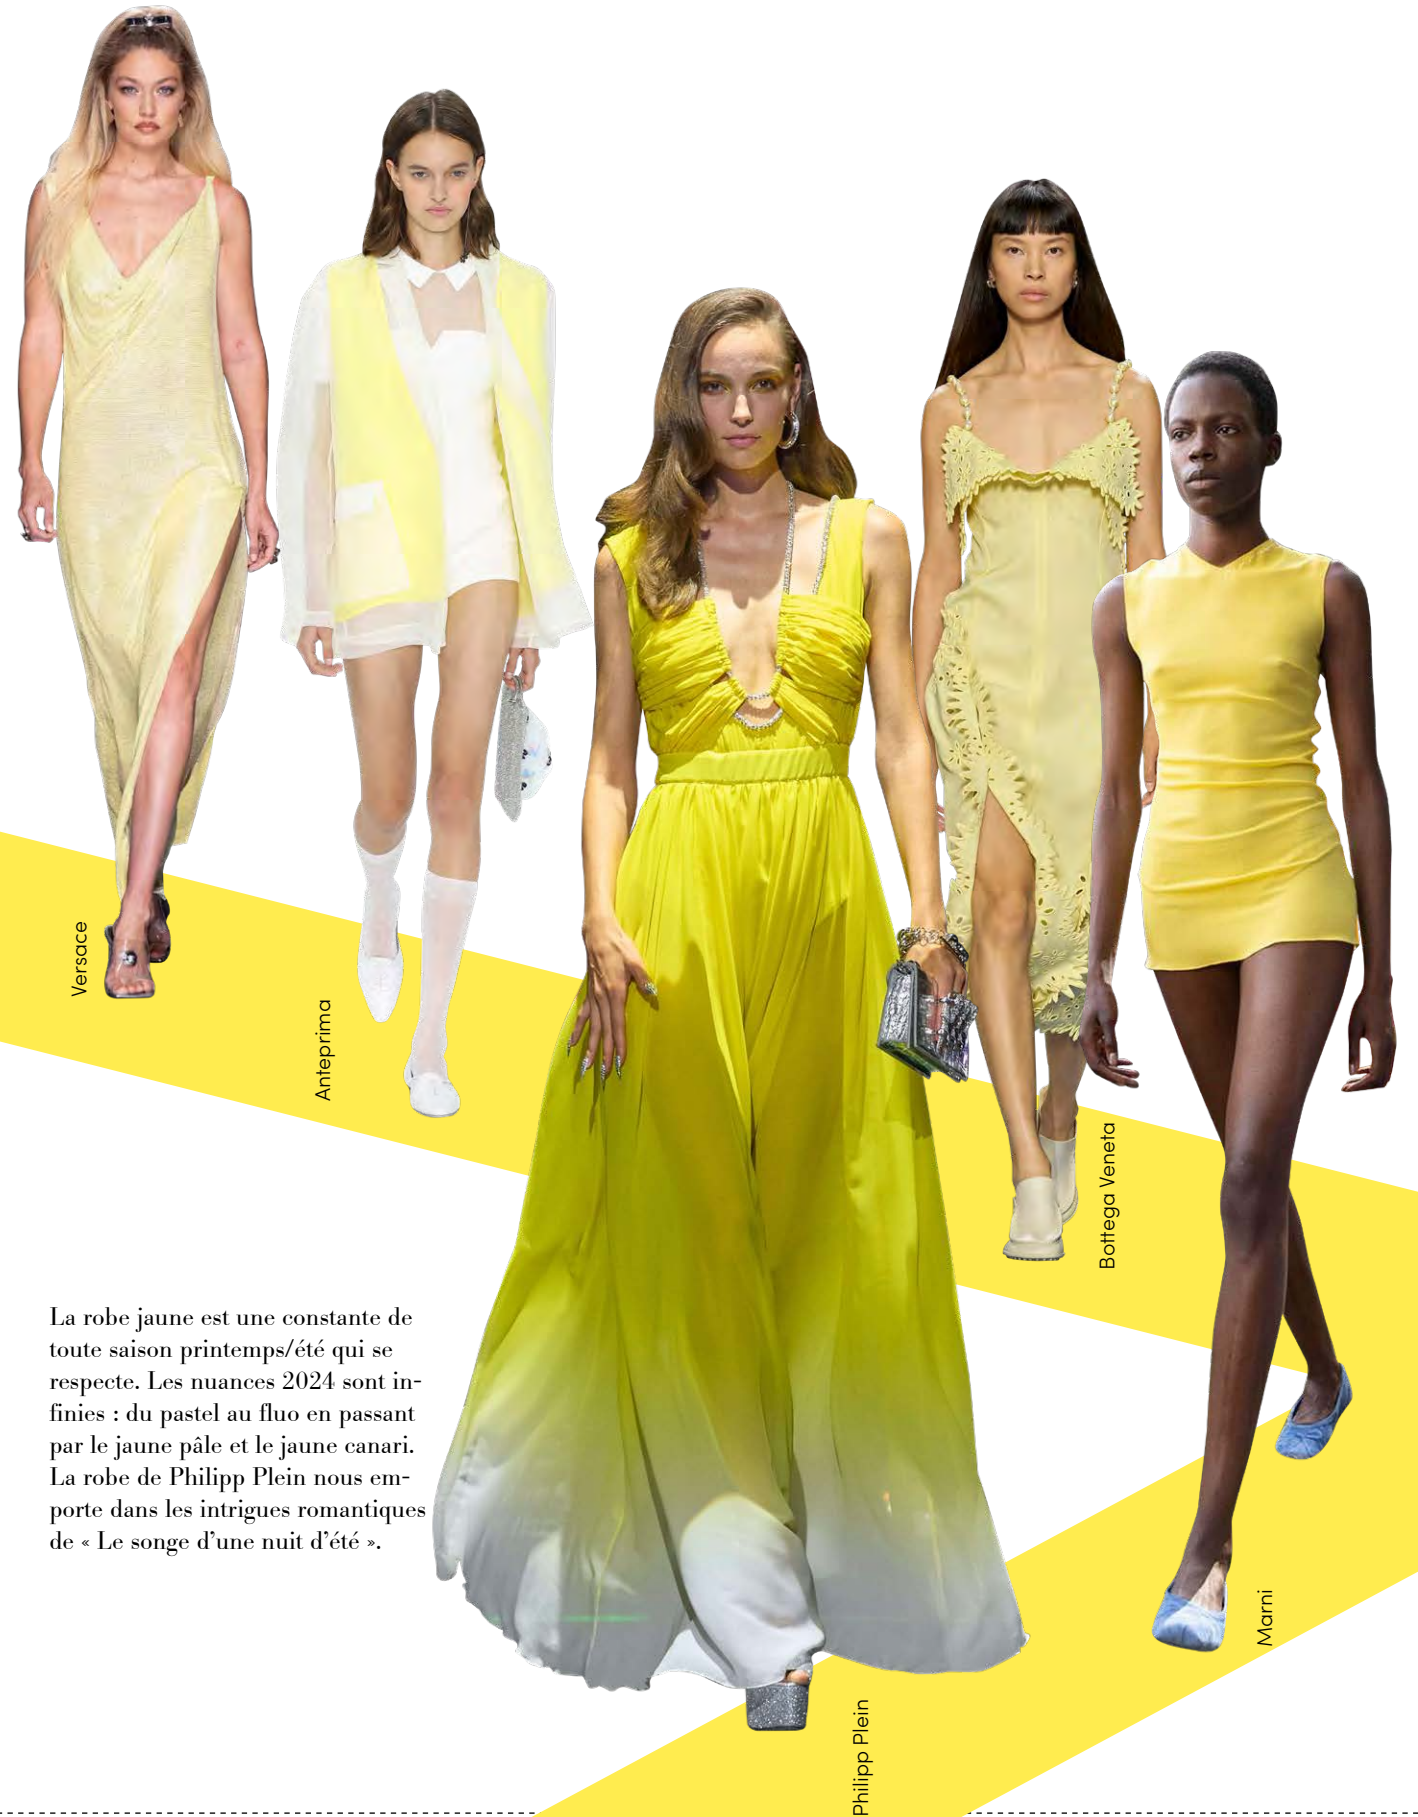 Versace
Anteprima
Bottega Veneta
La robe jaune est une constante de
toute saison printemps/été qui se
respecte. Les nuances 2024 sont in-
finies : du pastel au fluo en passant
par le jaune pâle et le jaune canari.
La robe de Philipp Plein nous em-
porte dans les intrigues romantiques
de « Le songe d’une nuit d’été ».
Marni
Philipp Plein